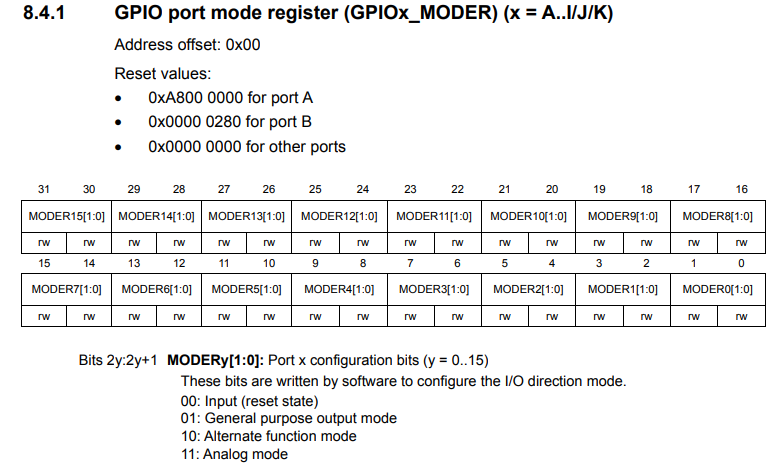 8.4.1 GPIO port mode register (GPIOx_MODER) (x = A..I/J/K)
Address offset: 0x00
Reset values:
• 0xA800 0000 for port A
• 0x0000 0280 for port B
• 0x0000 0000 for other ports
31 30 29 28 27 26 25 24 23 22 21 20 19 18 17 16
MODER15[1:0] MODER14[1:0] MODER13[1:0] MODER12[1:0] MODER11[1:0] MODER10[1:0] MODER9[1:0] MODER8[1:0]
rw rw rw rw rw rw rw rw rw rw rw rw rw rw rw rw
15 14 13 12 11 10 9 8 7 6 5 4 3 2 1 0
MODER7[1:0] MODER6[1:0] MODER5[1:0] MODER4[1:0] MODER3[1:0] MODER2[1:0] MODER1[1:0] MODER0[1:0]
rw rw rw rw rw rw rw rw rw rw rw rw rw rw rw rw
Bits 2y:2y+1 MODERy[1:0]: Port x configuration bits (y = 0..15)
These bits are written by software to configure the I/O direction mode.
00: Input (reset state)
01: General purpose output mode
10: Alternate function mode
11: Analog mode